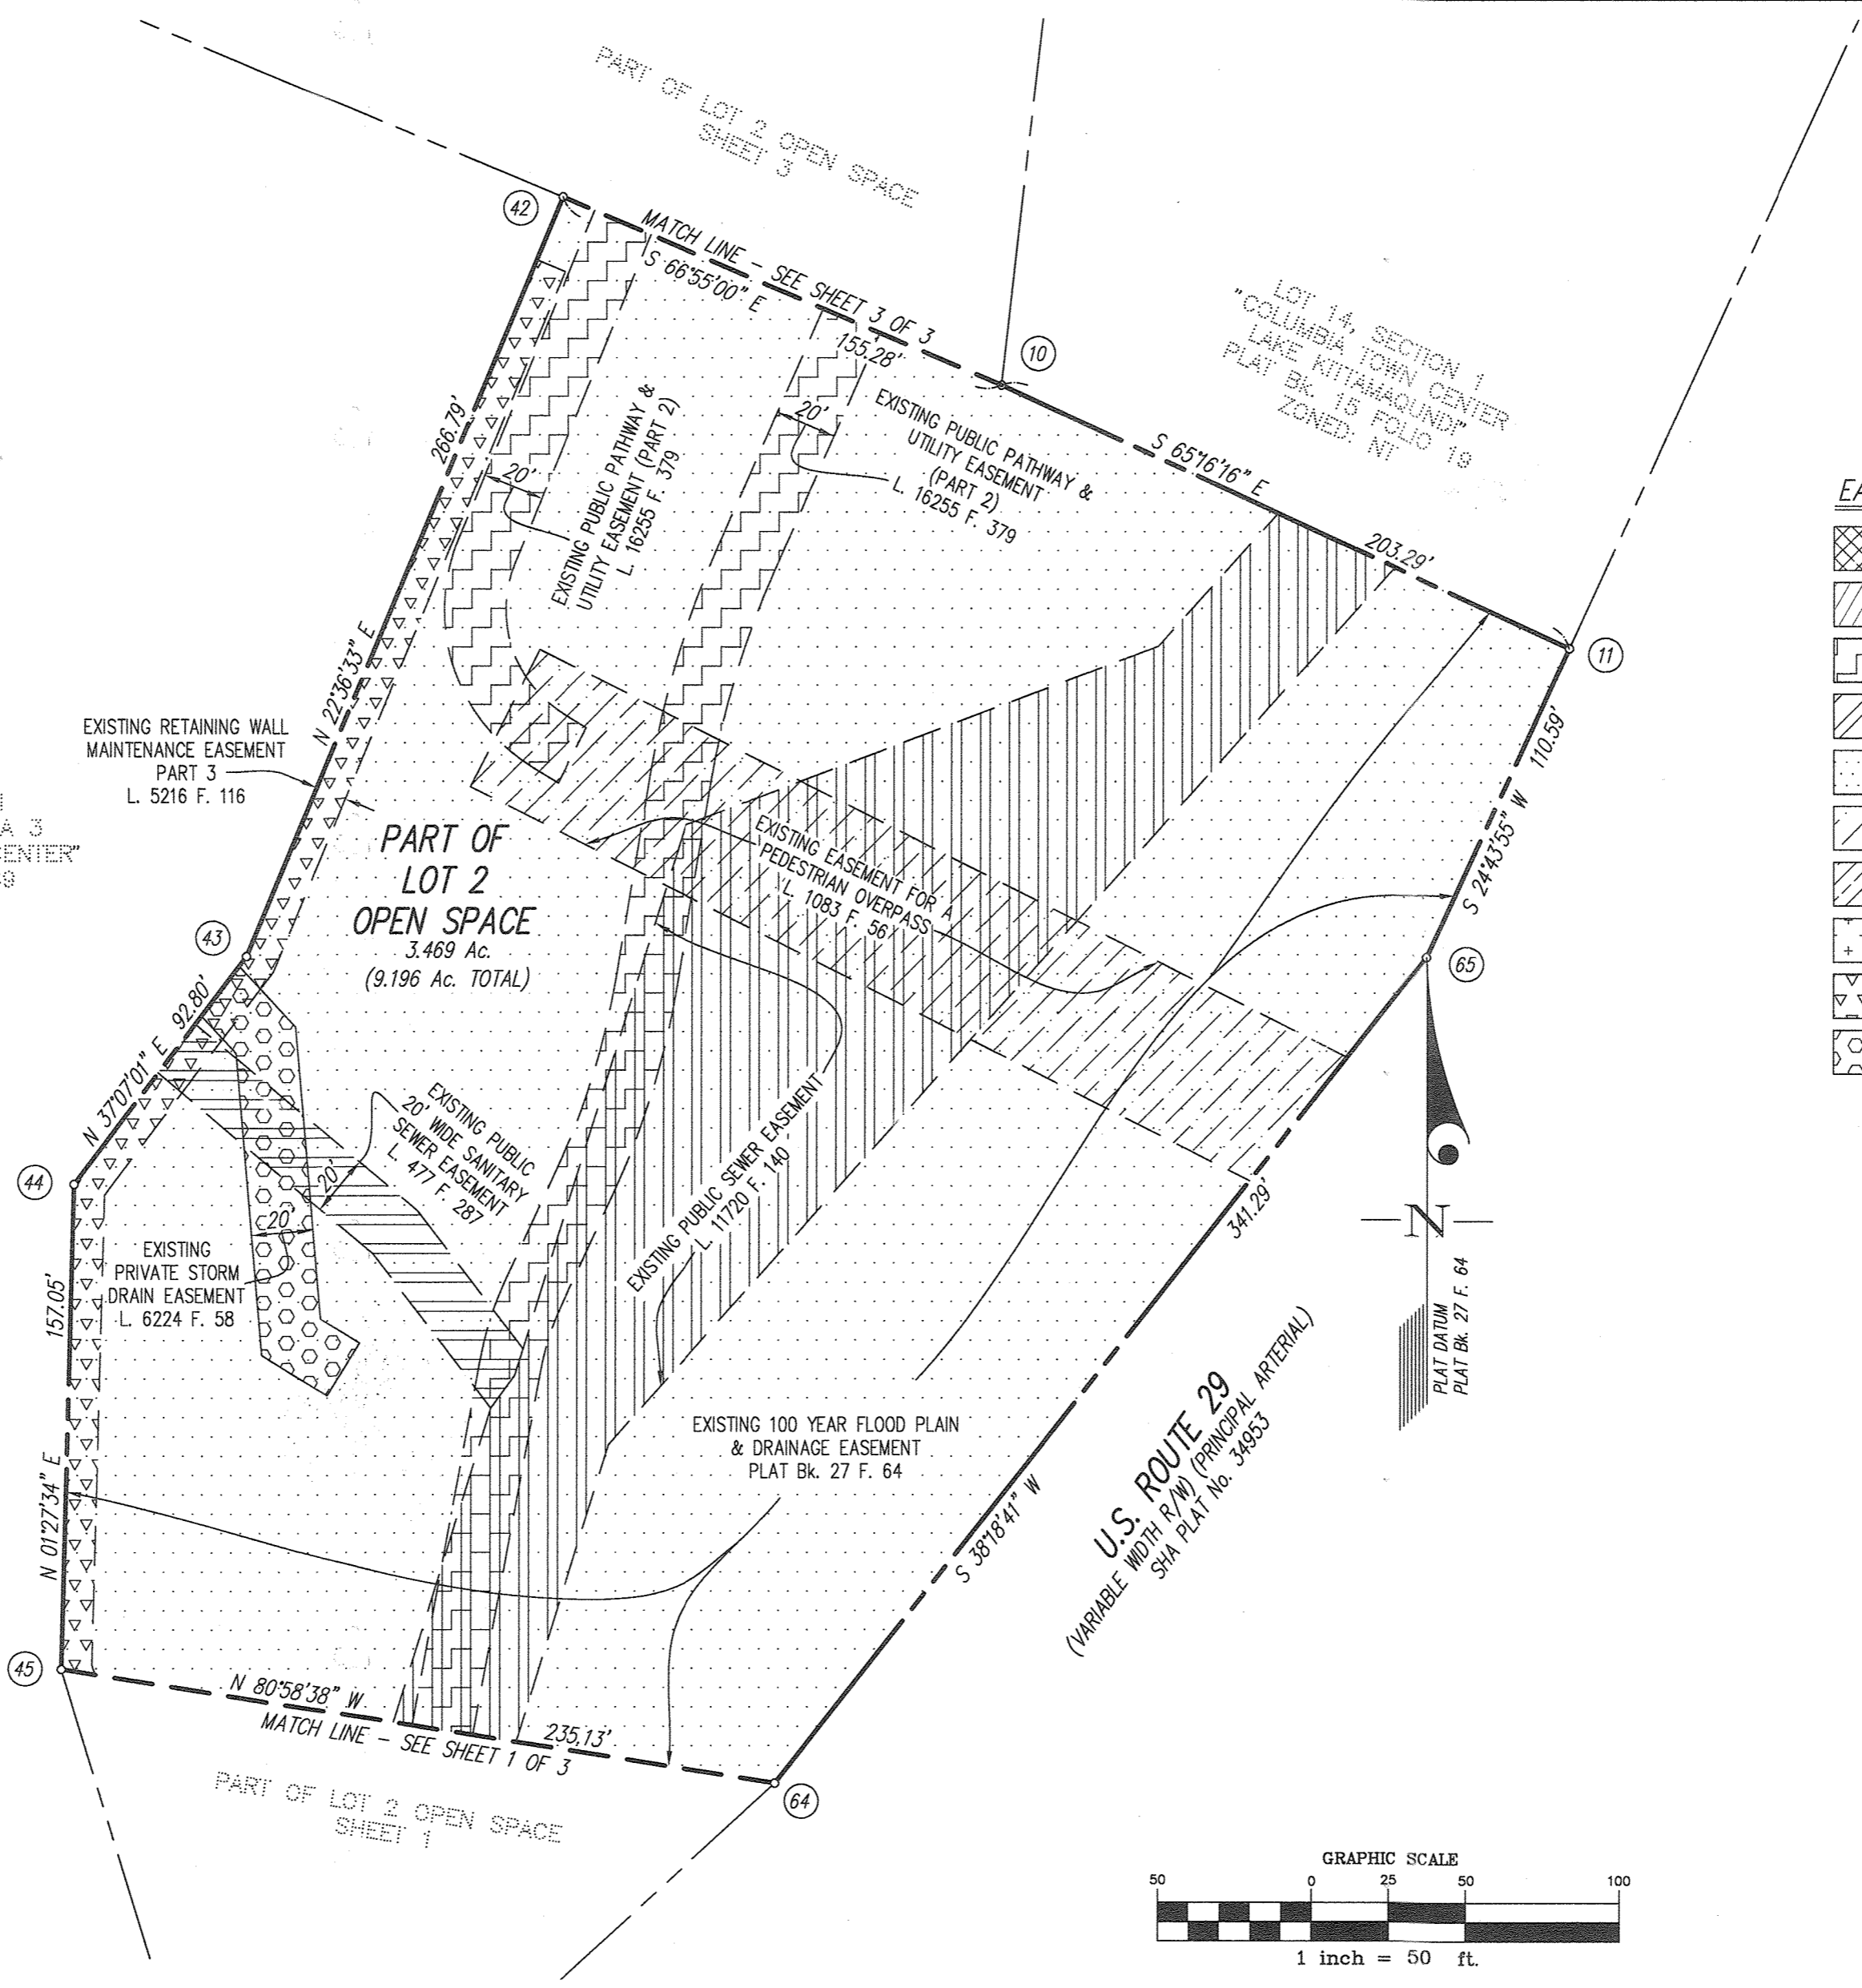 PART OF LOT 2 OPEN SPACE
SHEET 3
42
MATCH LINE - SEE SHEET 3 OF 3
S 66°55'00" E
155.28'
10
LOT 14, SECTION 1
"COLUMBIA TOWN CENTER
LAKE KITTAMAQUNDI"
PLAT BK. 15 FOLIO 19
ZONED: NT
S 65°16'16" E
203.29'
11
EXISTING PUBLIC PATHWAY &
UTILITY EASEMENT
(PART 2)
L. 16255 F. 379
20'
EXISTING PUBLIC PATHWAY &
UTILITY EASEMENT (PART 2)
L. 16255 F. 379
20'
266.79'
N 22°36'33" E
EXISTING RETAINING WALL
MAINTENANCE EASEMENT
PART 3
L. 5216 F. 116
A 3
CENTER"
9
110.59'
S 24°43'55" W
65
PART OF
LOT 2
OPEN SPACE
3.469 Ac.
(9.196 Ac. TOTAL)
EXISTING EASEMENT FOR A
PEDESTRIAN OVERPASS
L. 1083 F. 56
43
92.80'
N 37°07'01" E
44
EXISTING PUBLIC
20' WIDE SANITARY
SEWER EASEMENT
L. 477 F. 287
20'
20'
EXISTING
PRIVATE STORM
DRAIN EASEMENT
L. 6224 F. 58
EXISTING PUBLIC SEWER EASEMENT
L. 11720 F. 140
341.29'
N
PLAT DATUM
PLAT Bk. 27 F. 64
157.05'
N 01°27'34" E
EXISTING 100 YEAR FLOOD PLAIN
& DRAINAGE EASEMENT
PLAT Bk. 27 F. 64
U.S. ROUTE 29
(VARIABLE WIDTH R/W) (PRINCIPAL ARTERIAL)
SHA PLAT No. 34953
S 38°18'41" W
45
N 80°58'38" W
235.13'
MATCH LINE - SEE SHEET 1 OF 3
64
PART OF LOT 2 OPEN SPACE
SHEET 1
GRAPHIC SCALE
50 0 25 50 100
1 inch = 50 ft.